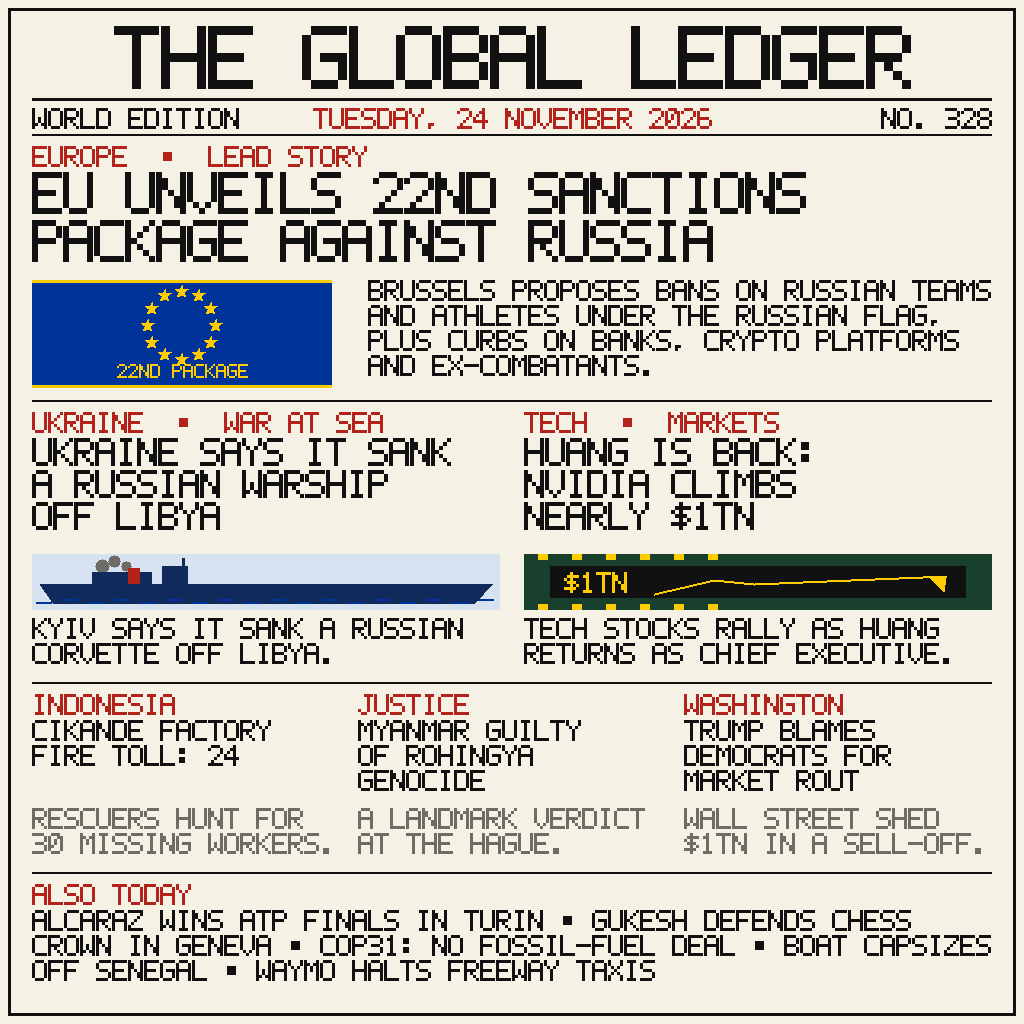 THE GLOBAL LEDGER
WORLD EDITION TUESDAY, 24 NOVEMBER 2026 NO. 328
EUROPE ▪ LEAD STORY
EU UNVEILS 22ND SANCTIONS
PACKAGE AGAINST RUSSIA
22ND PACKAGE
BRUSSELS PROPOSES BANS ON RUSSIAN TEAMS
AND ATHLETES UNDER THE RUSSIAN FLAG,
PLUS CURBS ON BANKS, CRYPTO PLATFORMS
AND EX-COMBATANTS.
UKRAINE ▪ WAR AT SEA
UKRAINE SAYS IT SANK
A RUSSIAN WARSHIP
OFF LIBYA
KYIV SAYS IT SANK A RUSSIAN
CORVETTE OFF LIBYA.
TECH ▪ MARKETS
HUANG IS BACK:
NVIDIA CLIMBS
NEARLY $1TN
$1TN
TECH STOCKS RALLY AS HUANG
RETURNS AS CHIEF EXECUTIVE.
INDONESIA
CIKANDE FACTORY
FIRE TOLL: 24
RESCUERS HUNT FOR
30 MISSING WORKERS.
JUSTICE
MYANMAR GUILTY
OF ROHINGYA
GENOCIDE
A LANDMARK VERDICT
AT THE HAGUE.
WASHINGTON
TRUMP BLAMES
DEMOCRATS FOR
MARKET ROUT
WALL STREET SHED
$1TN IN A SELL-OFF.
ALSO TODAY
ALCARAZ WINS ATP FINALS IN TURIN ▪ GUKESH DEFENDS CHESS
CROWN IN GENEVA ▪ COP31: NO FOSSIL-FUEL DEAL ▪ BOAT CAPSIZES
OFF SENEGAL ▪ WAYMO HALTS FREEWAY TAXIS